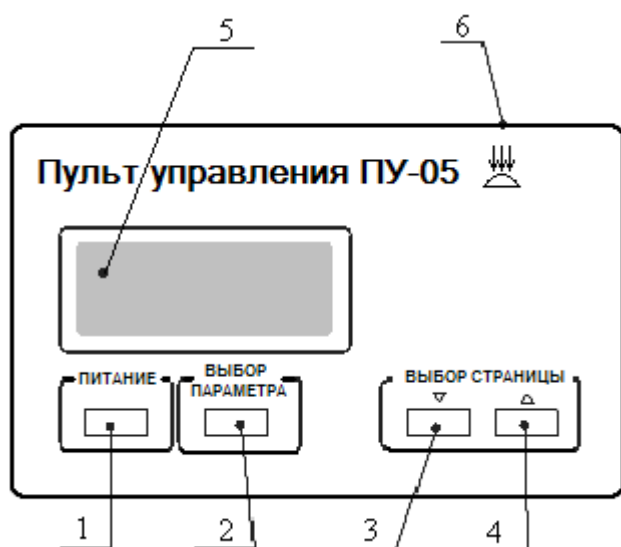 5 6
Пульт управления ПУ-05
ПИТАНИЕ
ВЫБОР
ПАРАМЕТРА
ВЫБОР СТРАНИЦЫ
1 2 3 4